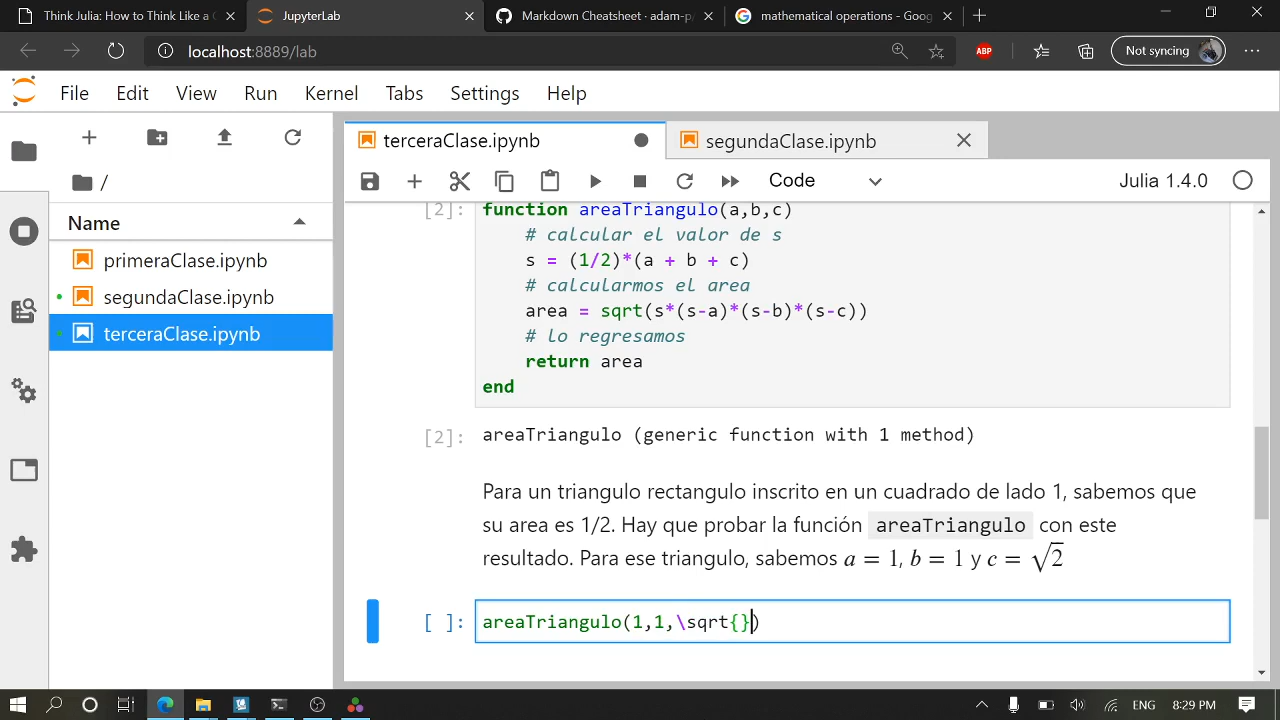 Think Julia: How to Think Like a C
JupyterLab
Markdown Cheatsheet · adam-p
mathematical operations - Goog
localhost:8889/lab
ABP
Not syncing
File Edit View Run Kernel Tabs Settings Help
terceraClase.ipynb
segundaClase.ipynb
/
Code
Julia 1.4.0
Name
primeraClase.ipynb
segundaClase.ipynb
terceraClase.ipynb
[2]: function areaTriangulo(a,b,c)
# calcular el valor de s
s = (1/2)*(a + b + c)
# calcularmos el area
area = sqrt(s*(s-a)*(s-b)*(s-c))
# lo regresamos
return area
end
[2]: areaTriangulo (generic function with 1 method)
Para un triangulo rectangulo inscrito en un cuadrado de lado 1, sabemos que
su area es 1/2. Hay que probar la función areaTriangulo con este
resultado. Para ese triangulo, sabemos a = 1, b = 1 y c = √2
[ ]: areaTriangulo(1,1,\sqrt{})
ENG
8:29 PM